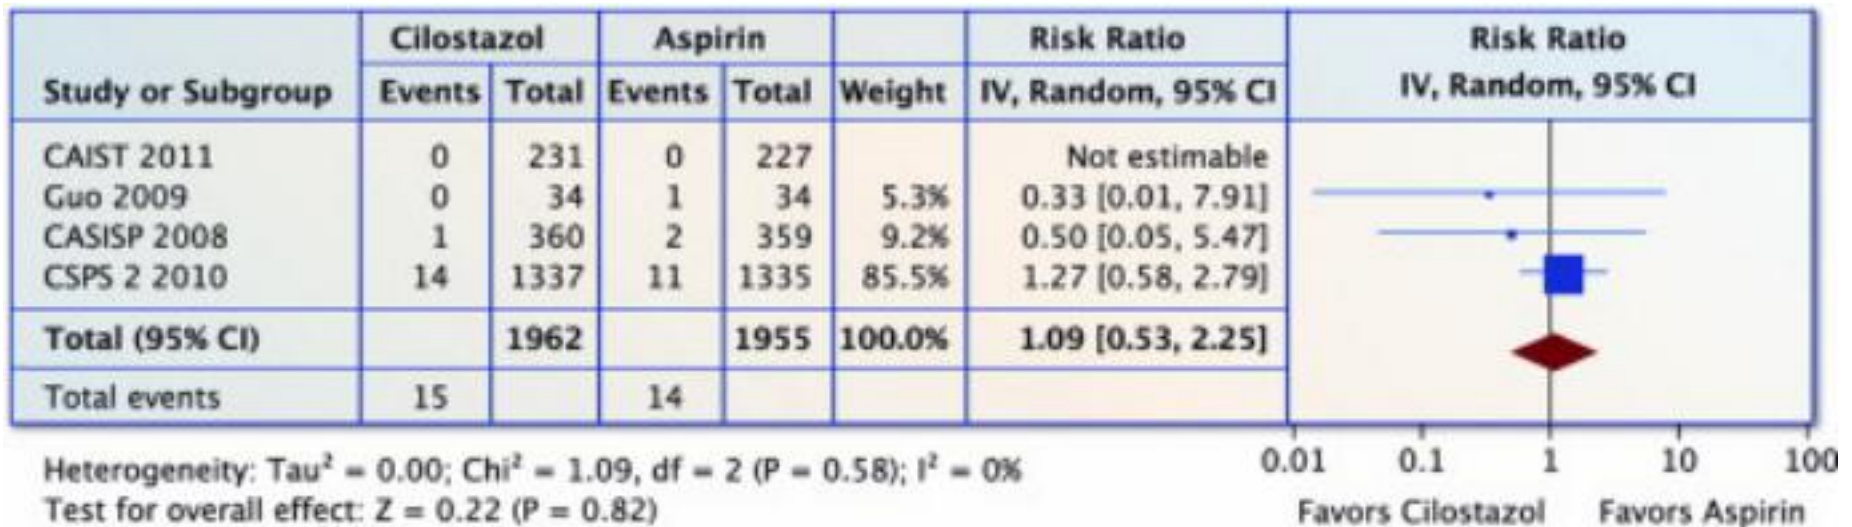 Cilostazol Aspirin Risk Ratio Risk Ratio
Study or Subgroup Events Total Events Total Weight IV, Random, 95% CI IV, Random, 95% CI
CAIST 2011 0 231 0 227 Not estimable
Guo 2009 0 34 1 34 5.3% 0.33 [0.01, 7.91]
CASISP 2008 1 360 2 359 9.2% 0.50 [0.05, 5.47]
CSPS 2 2010 14 1337 11 1335 85.5% 1.27 [0.58, 2.79]
Total (95% CI) 1962 1955 100.0% 1.09 [0.53, 2.25]
Total events 15 14
Heterogeneity: Tau² = 0.00; Chi² = 1.09, df = 2 (P = 0.58); I² = 0%
Test for overall effect: Z = 0.22 (P = 0.82)
0.01 0.1 1 10 100
Favors Cilostazol Favors Aspirin